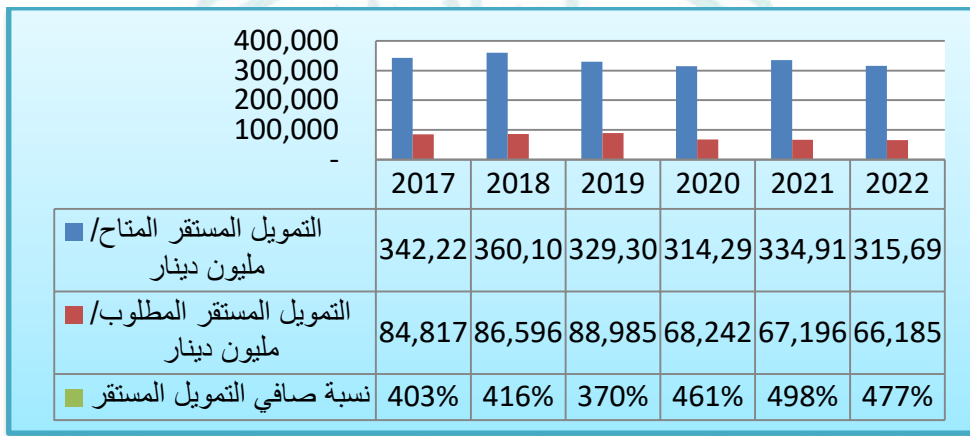 400,000
300,000
200,000
100,000
-
2017 2018 2019 2020 2021 2022
التمويل المستقر المتاح/
مليون دينار
342,22 360,10 329,30 314,29 334,91 315,69
التمويل المستقر المطلوب/
مليون دينار
84,817 86,596 88,985 68,242 67,196 66,185
نسبة صافي التمويل المستقر 403% 416% 370% 461% 498% 477%